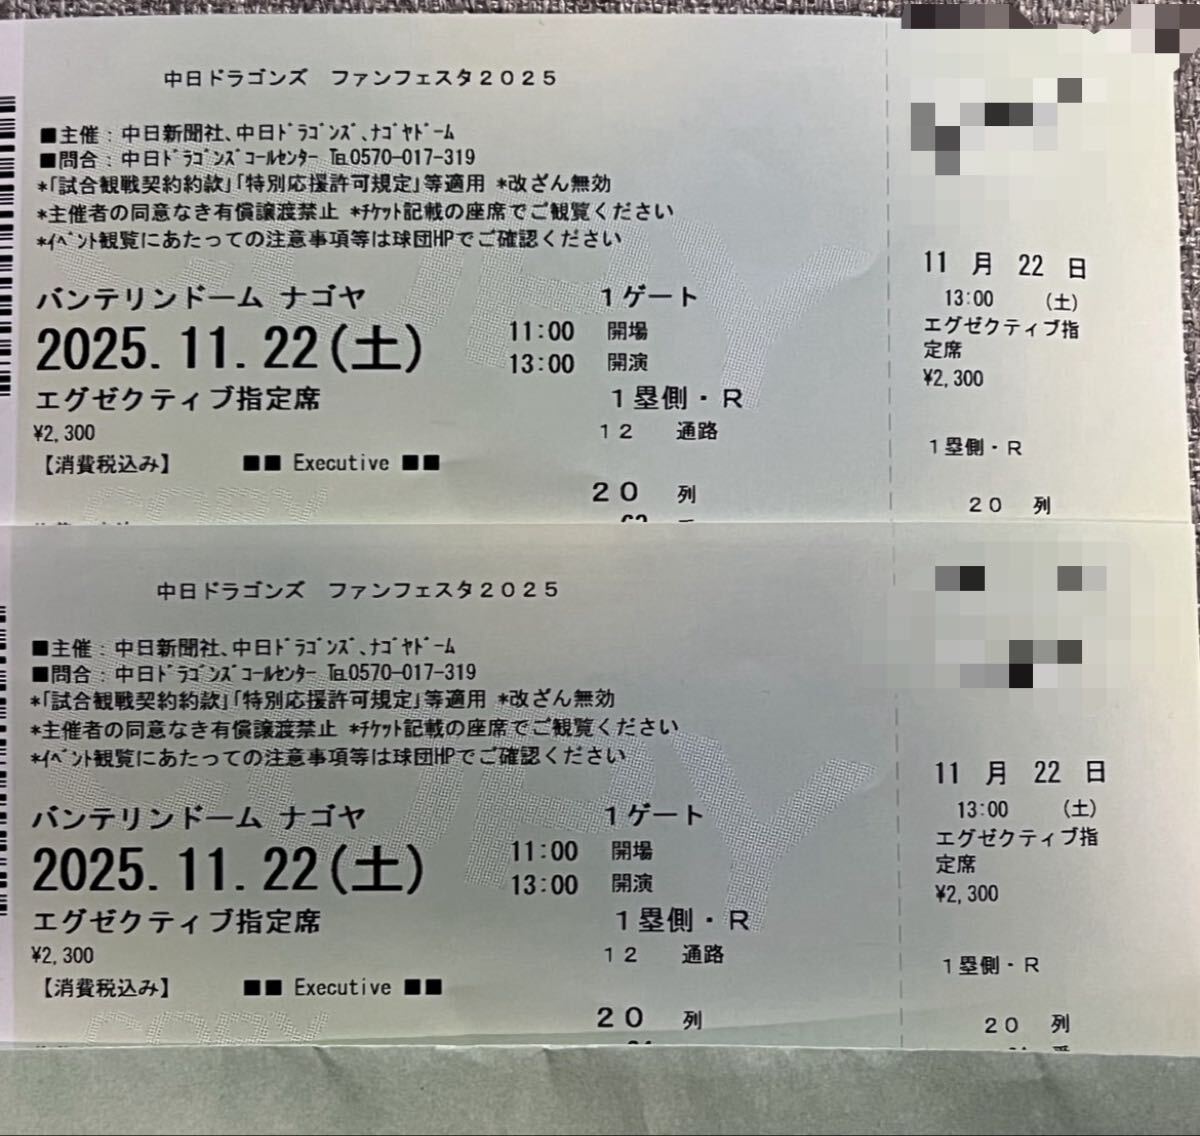 中日ドラゴンズ　ファンフェスタ２０２５
■主催：中日新聞社、中日ﾄﾞﾗｺﾞﾝｽﾞ、ﾅｺﾞﾔﾄﾞｰﾑ
■問合：中日ﾄﾞﾗｺﾞﾝｽﾞｺｰﾙｾﾝﾀｰ ℡0570-017-319
*｢試合観戦契約約款｣｢特別応援許可規定｣等適用 *改ざん無効
*主催者の同意なき有償譲渡禁止 *ﾁｹｯﾄ記載の座席でご観覧ください
*ｲﾍﾞﾝﾄ観覧にあたっての注意事項等は球団HPでご確認ください
バンテリンドーム ナゴヤ　１ゲート
2025.11.22(土)　11:00 開場
13:00 開演
エグゼクティブ指定席　１塁側・Ｒ
¥2,300　１２　通路
【消費税込み】　■■ Executive ■■
２０　列
COPY
11 月 22 日
13:00 (土)
エグゼクティブ指
定席
¥2,300
１塁側・Ｒ
２０　列
中日ドラゴンズ　ファンフェスタ２０２５
■主催：中日新聞社、中日ﾄﾞﾗｺﾞﾝｽﾞ、ﾅｺﾞﾔﾄﾞｰﾑ
■問合：中日ﾄﾞﾗｺﾞﾝｽﾞｺｰﾙｾﾝﾀｰ ℡0570-017-319
*｢試合観戦契約約款｣｢特別応援許可規定｣等適用 *改ざん無効
*主催者の同意なき有償譲渡禁止 *ﾁｹｯﾄ記載の座席でご観覧ください
*ｲﾍﾞﾝﾄ観覧にあたっての注意事項等は球団HPでご確認ください
バンテリンドーム ナゴヤ　１ゲート
2025.11.22(土)　11:00 開場
13:00 開演
エグゼクティブ指定席　１塁側・Ｒ
¥2,300　１２　通路
【消費税込み】　■■ Executive ■■
２０　列
COPY
11 月 22 日
13:00 (土)
エグゼクティブ指
定席
¥2,300
１塁側・Ｒ
２０　列